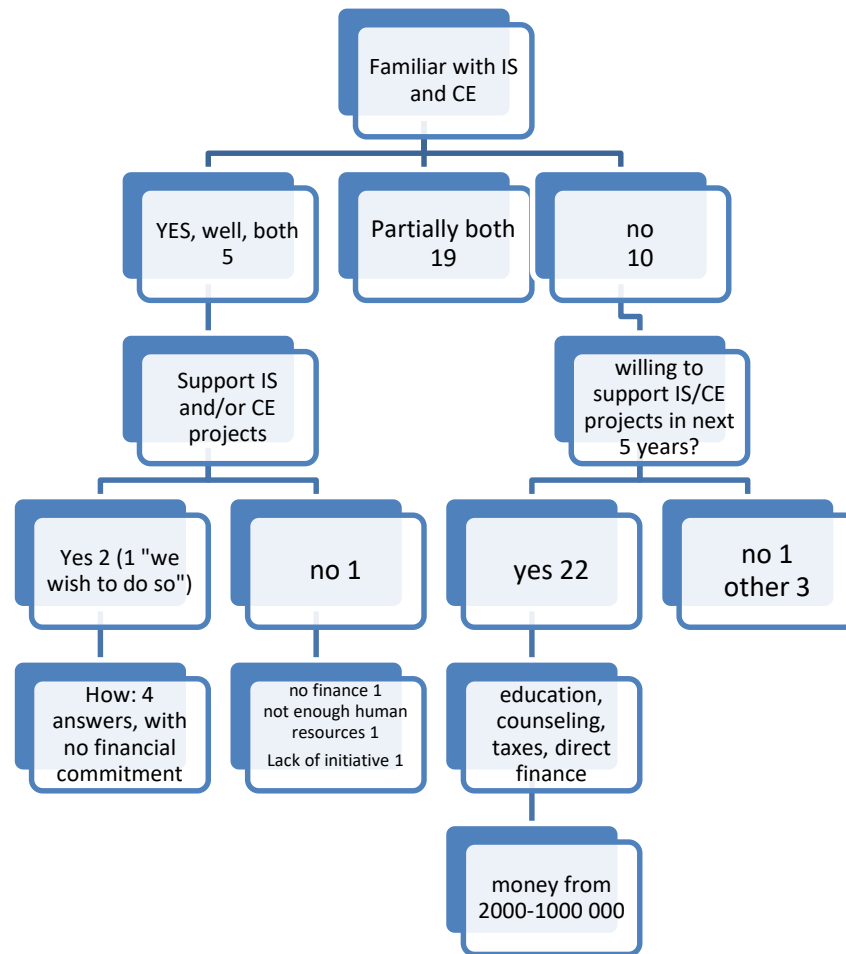 Familiar with IS
and CE
YES, well, both
5
Partially both
19
no
10
Support IS
and/or CE
projects
willing to
support IS/CE
projects in next
5 years?
Yes 2 (1 "we
wish to do so")
no 1
yes 22
no 1
other 3
How: 4
answers, with
no financial
commitment
no finance 1
not enough human
resources 1
Lack of initiative 1
education,
counseling,
taxes, direct
finance
money from
2000-1000 000